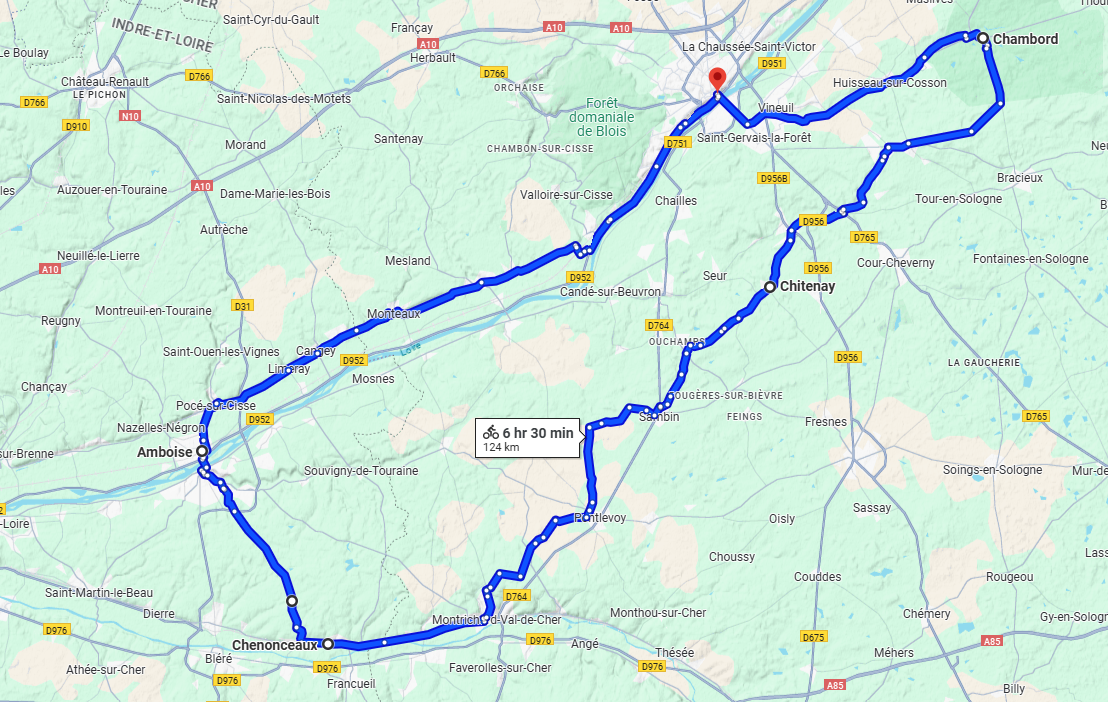 CHER
Saint-Cyr-du-Gault
INDRE-ET-LOIRE
Françay
A10
A10
A10
Herbault
Le Boulay
Château-Renault
LE PICHON
D766
D766
D766
N10
D910
Saint-Nicolas-des-Motets
ORCHAISE
La Chaussée-Saint-Victor
D951
Chambord
Huisseau-sur-Cosson
Forêt
domaniale
de Blois
Vineuil
Saint-Gervais-la-Forêt
D751
Morand
Santenay
CHAMBON-SUR-CISSE
A10
Auzouer-en-Touraine
Dame-Marie-les-Bois
Valloire-sur-Cisse
Chailles
D956B
Bracieux
Tour-en-Sologne
Autrèche
D956
D765
Neuillé-le-Lierre
A10
Mesland
D952
Seur
D956
Cour-Cheverny
Fontaines-en-Sologne
Candé-sur-Beuvron
Chitenay
Montreuil-en-Touraine
D31
Monteaux
Reugny
D764
OUCHAMPS
Saint-Ouen-les-Vignes
Cangey
Loire
D952
Limeray
D956
LA GAUCHERIE
Chançay
Mosnes
Pocé-sur-Cisse
D952
OUGÈRES-SUR-BIÈVRE
Sambin
FEINGS
D765
Nazelles-Négron
Fresnes
6 hr 30 min
124 km
Amboise
sur-Brenne
Souvigny-de-Touraine
Soings-en-Sologne
Mur-de-
Sassay
-Loire
Pontlevoy
Oisly
Choussy
Couddes
Rougeou
Lass
Saint-Martin-le-Beau
Dierre
D764
Montrichard-Val-de-Cher
Monthou-sur-Cher
Chémery
Gy-en-Sologn
D976
Chenonceaux
D976
Angé
D675
A85
Bléré
D976
Thésée
Méhers
Athée-sur-Cher
D976
Francueil
Faverolles-sur-Cher
D976
A85
Billy